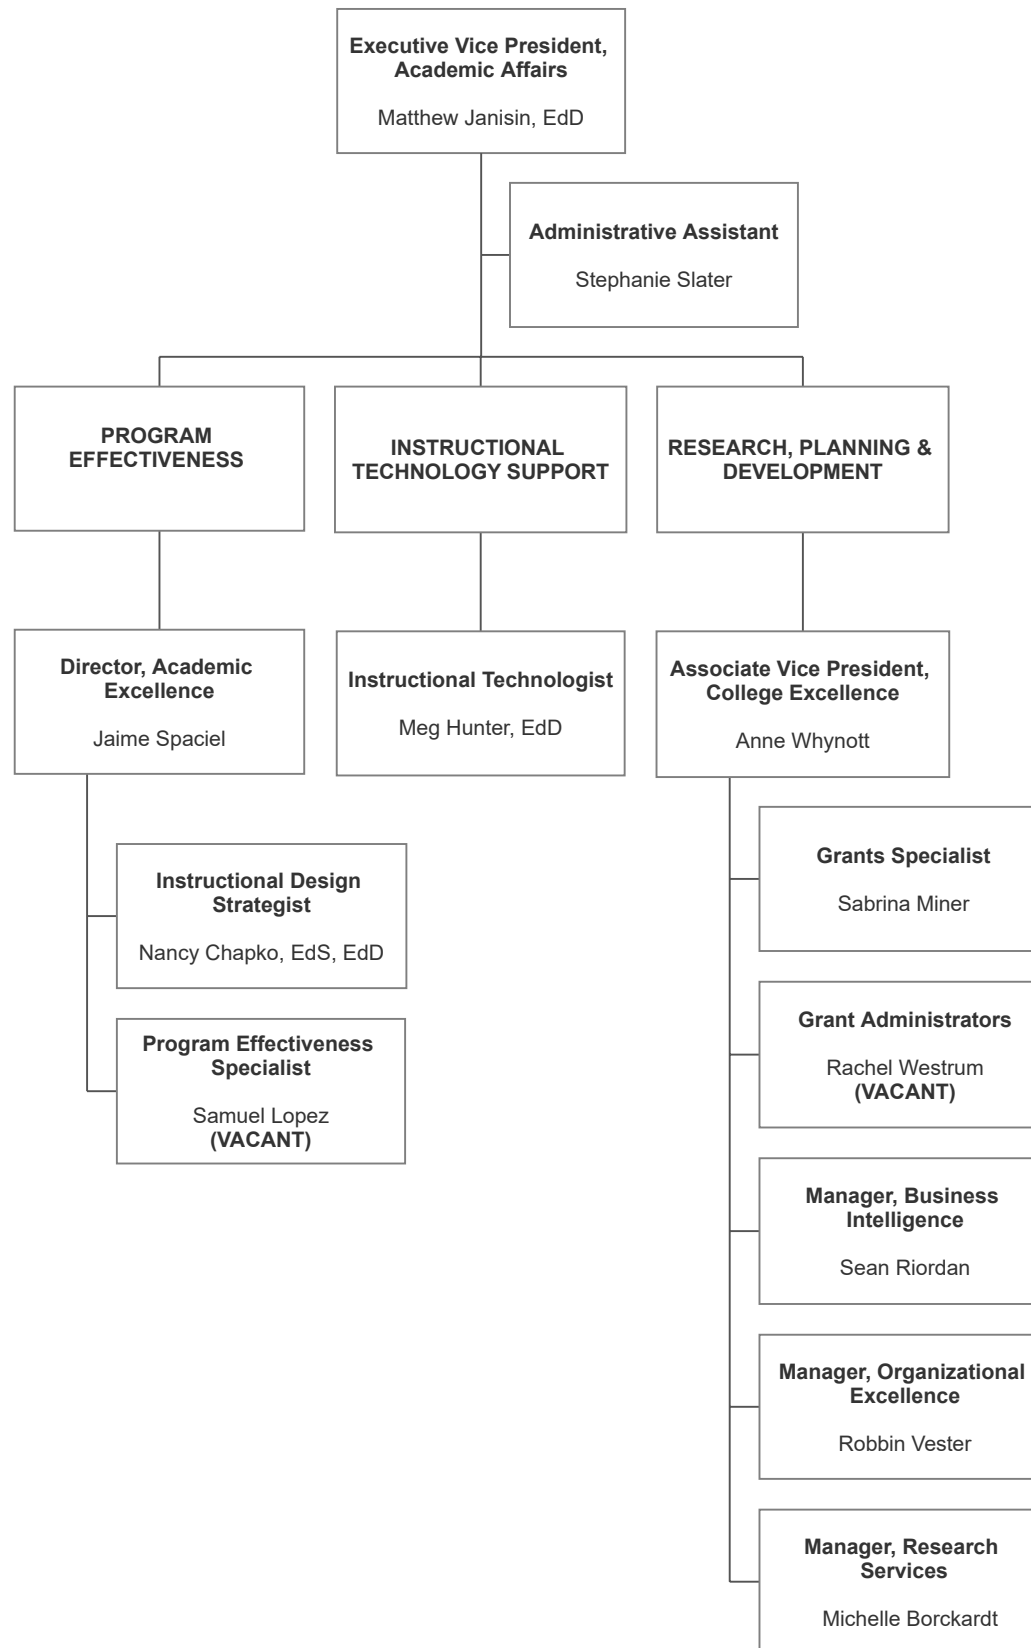 Executive Vice President,
Academic Affairs
Matthew Janisin, EdD
Administrative Assistant
Stephanie Slater
PROGRAM
EFFECTIVENESS
INSTRUCTIONAL
TECHNOLOGY SUPPORT
RESEARCH, PLANNING &
DEVELOPMENT
Director, Academic
Excellence
Jaime Spaciel
Instructional Technologist
Meg Hunter, EdD
Associate Vice President,
College Excellence
Anne Whynott
Instructional Design
Strategist
Nancy Chapko, EdS, EdD
Program Effectiveness
Specialist
Samuel Lopez
(VACANT)
Grants Specialist
Sabrina Miner
Grant Administrators
Rachel Westrum
(VACANT)
Manager, Business
Intelligence
Sean Riordan
Manager, Organizational
Excellence
Robbin Vester
Manager, Research
Services
Michelle Borckardt